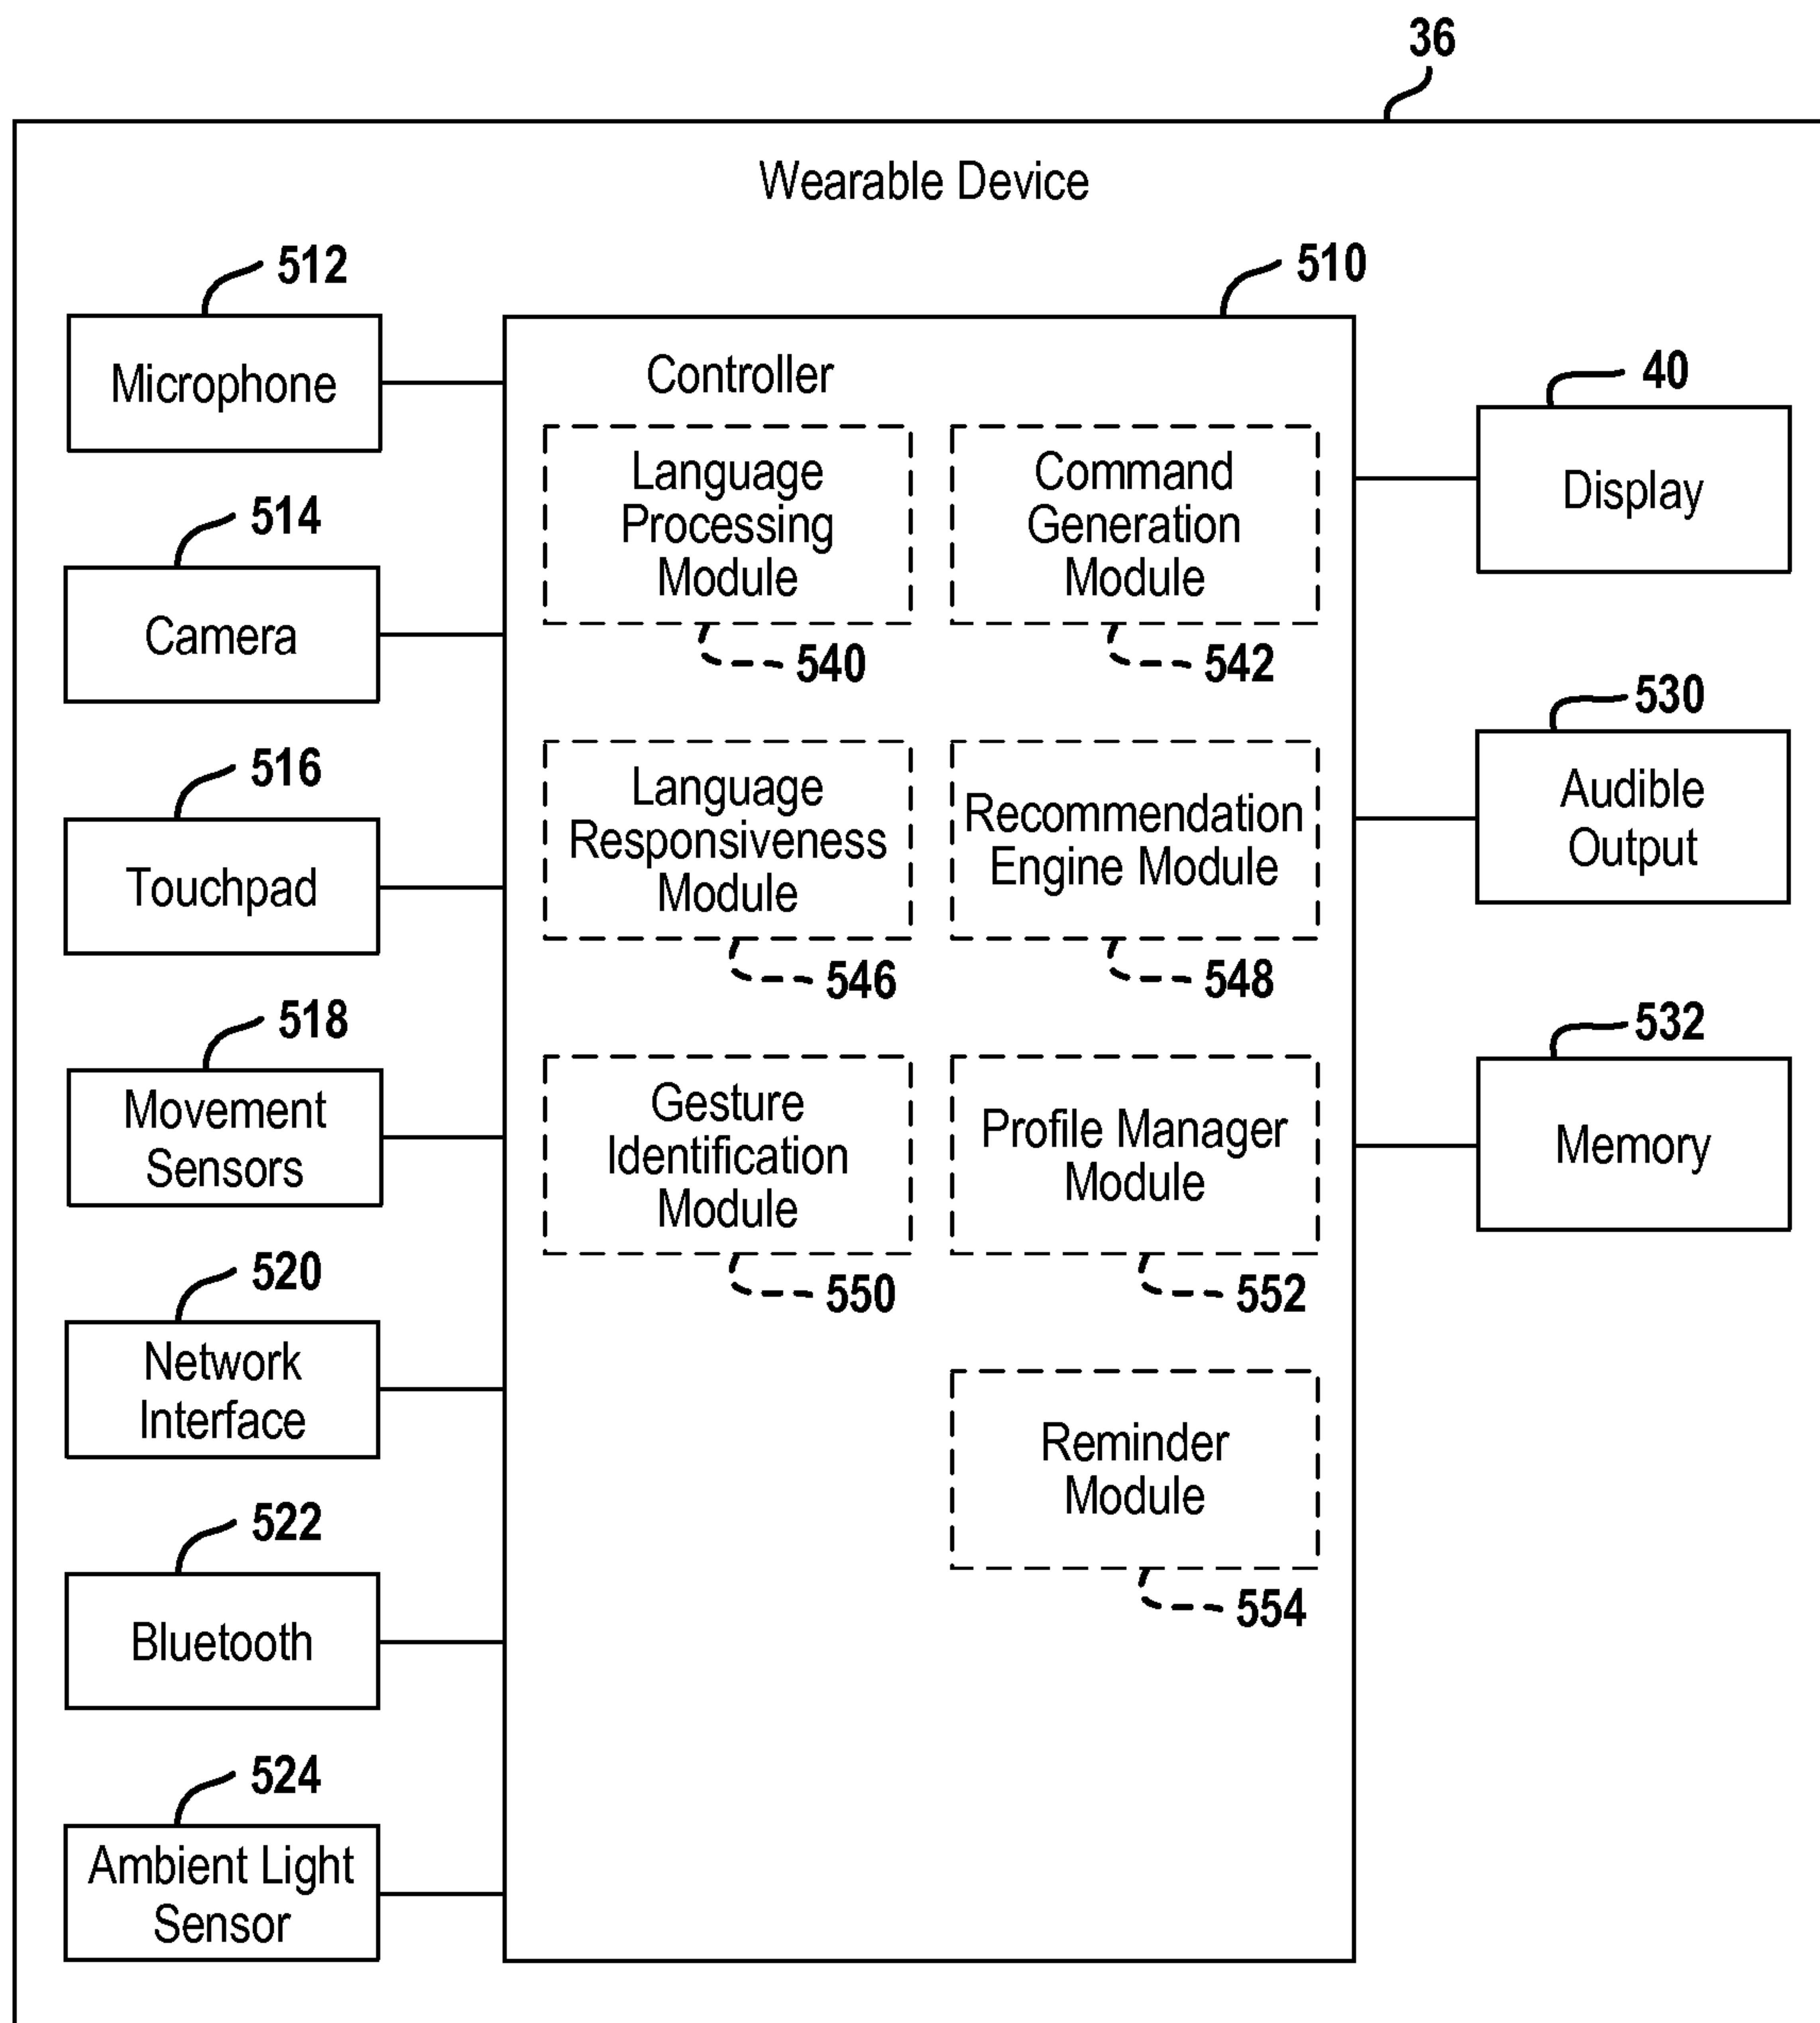 36
Wearable Device
512
510
Microphone
Controller
40
Display
Language
Processing
Module
540
Command
Generation
Module
542
514
Camera
530
Audible
Output
516
Touchpad
Language
Responsiveness
Module
546
Recommendation
Engine Module
548
518
Movement
Sensors
532
Memory
Gesture
Identification
Module
550
Profile Manager
Module
552
520
Network
Interface
Reminder
Module
554
522
Bluetooth
524
Ambient Light
Sensor